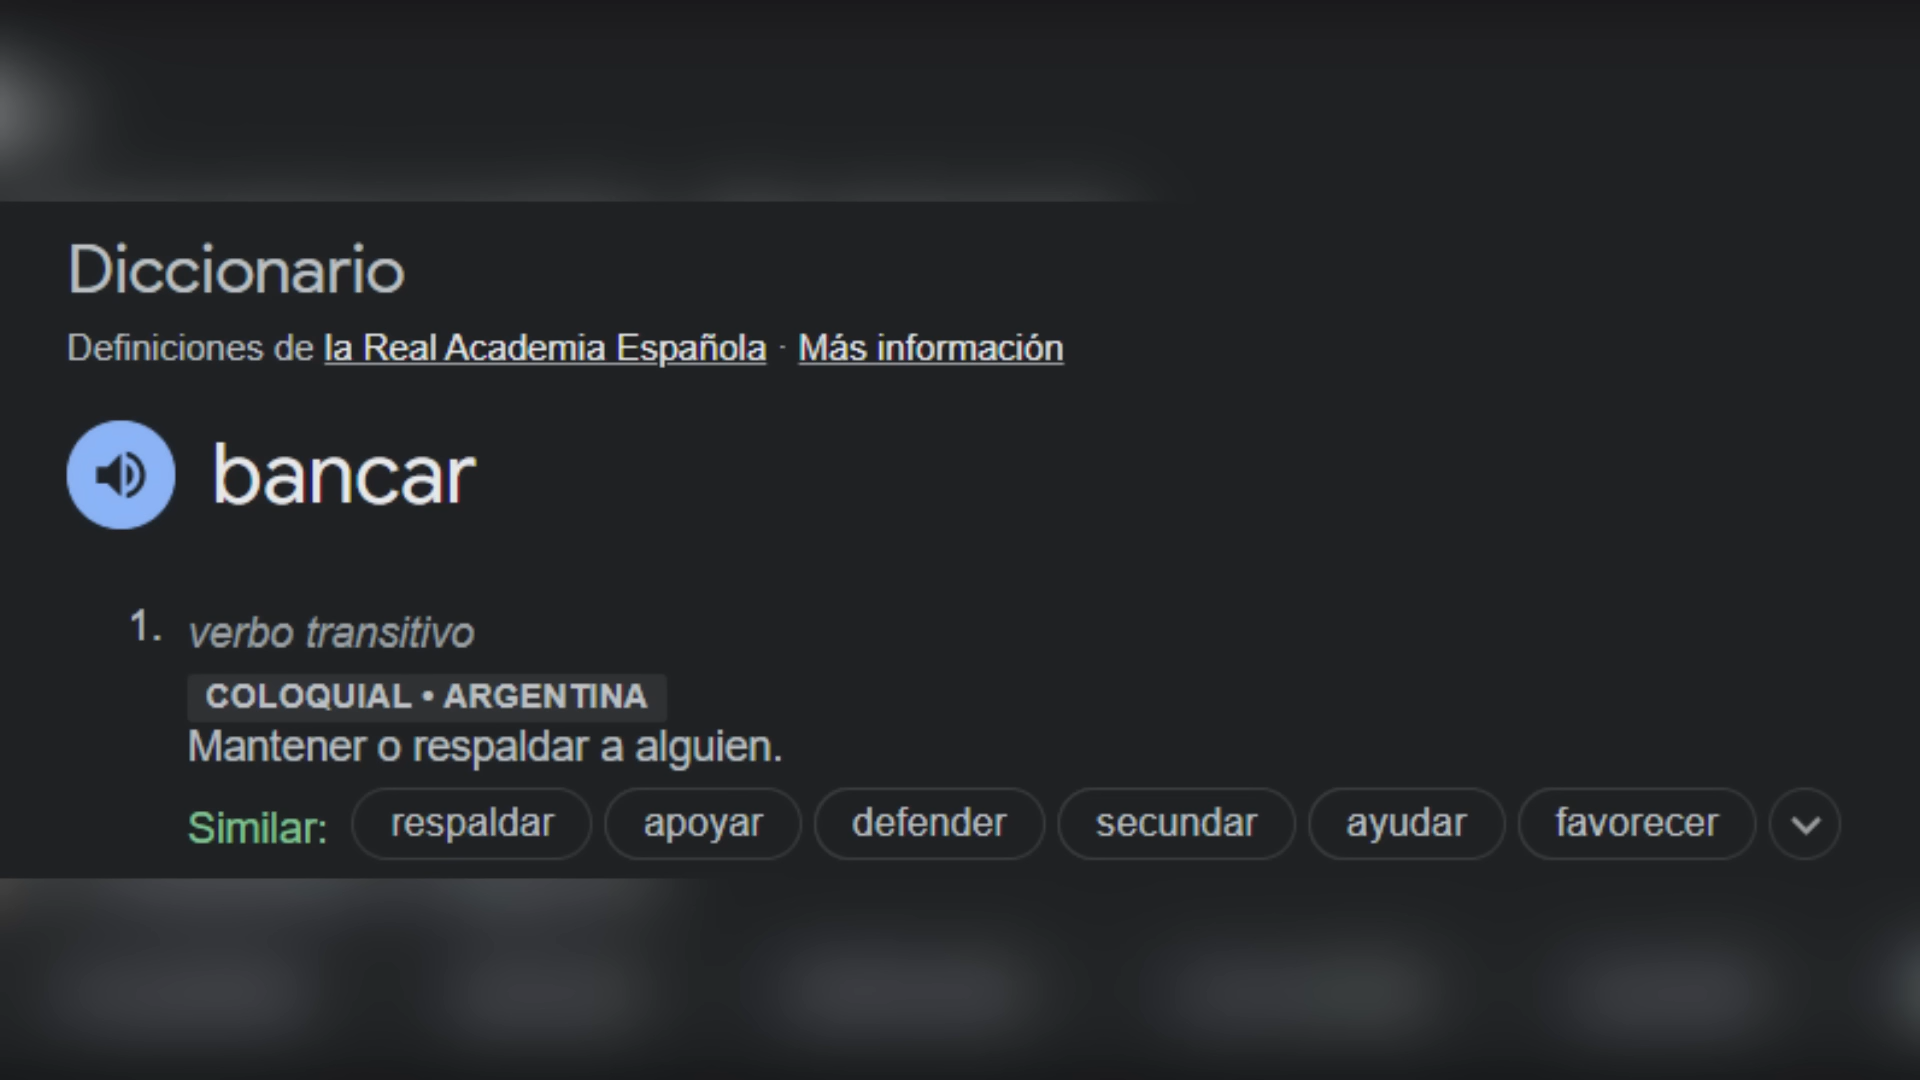 Diccionario
Definiciones de la Real Academia Española · Más información
bancar
1. verbo transitivo
COLOQUIAL • ARGENTINA
Mantener o respaldar a alguien.
Similar: respaldar apoyar defender secundar ayudar favorecer